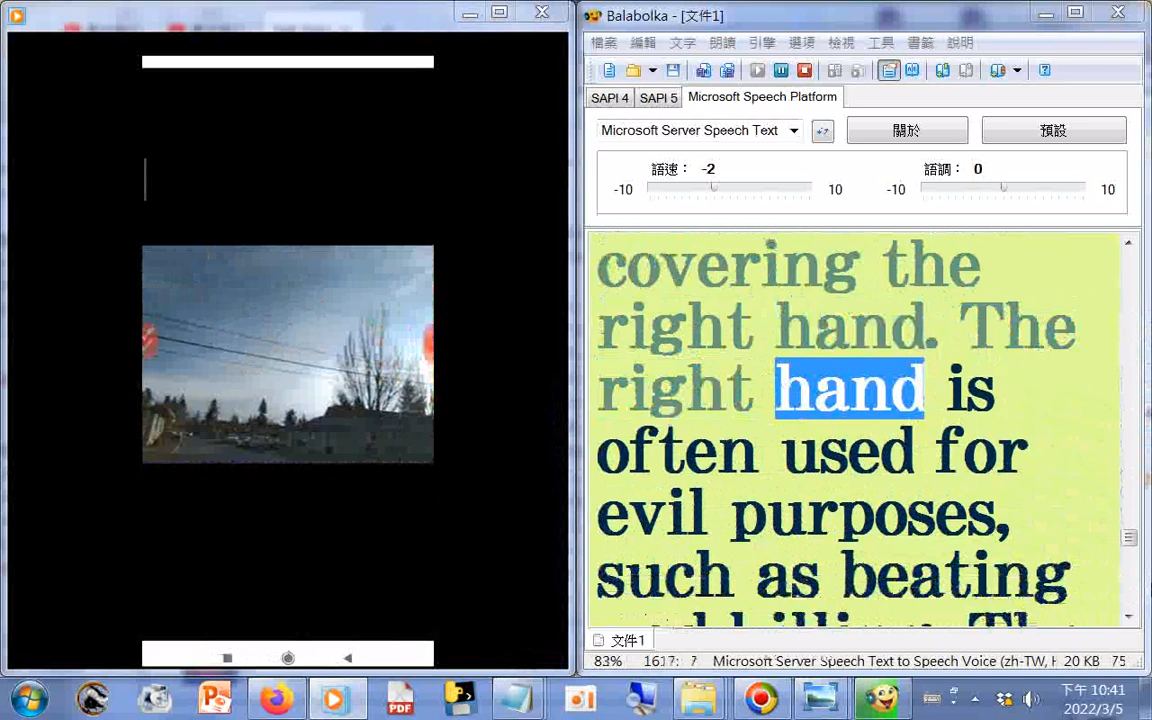 Balabolka - [文件1]
檔案 編輯 文字 朗讀 引擎 選項 檢視 工具 書籤 說明
SAPI 4 SAPI 5 Microsoft Speech Platform
Microsoft Server Speech Text 關於 預設
語速： -2 語調： 0
-10 10 -10 10
covering the
right hand. The
right hand is
often used for
evil purposes,
such as beating
文件1
83% 1617: ? Microsoft Server Speech Text to Speech Voice (zh-TW, H 20 KB 75
PDF
下午 10:41
2022/3/5